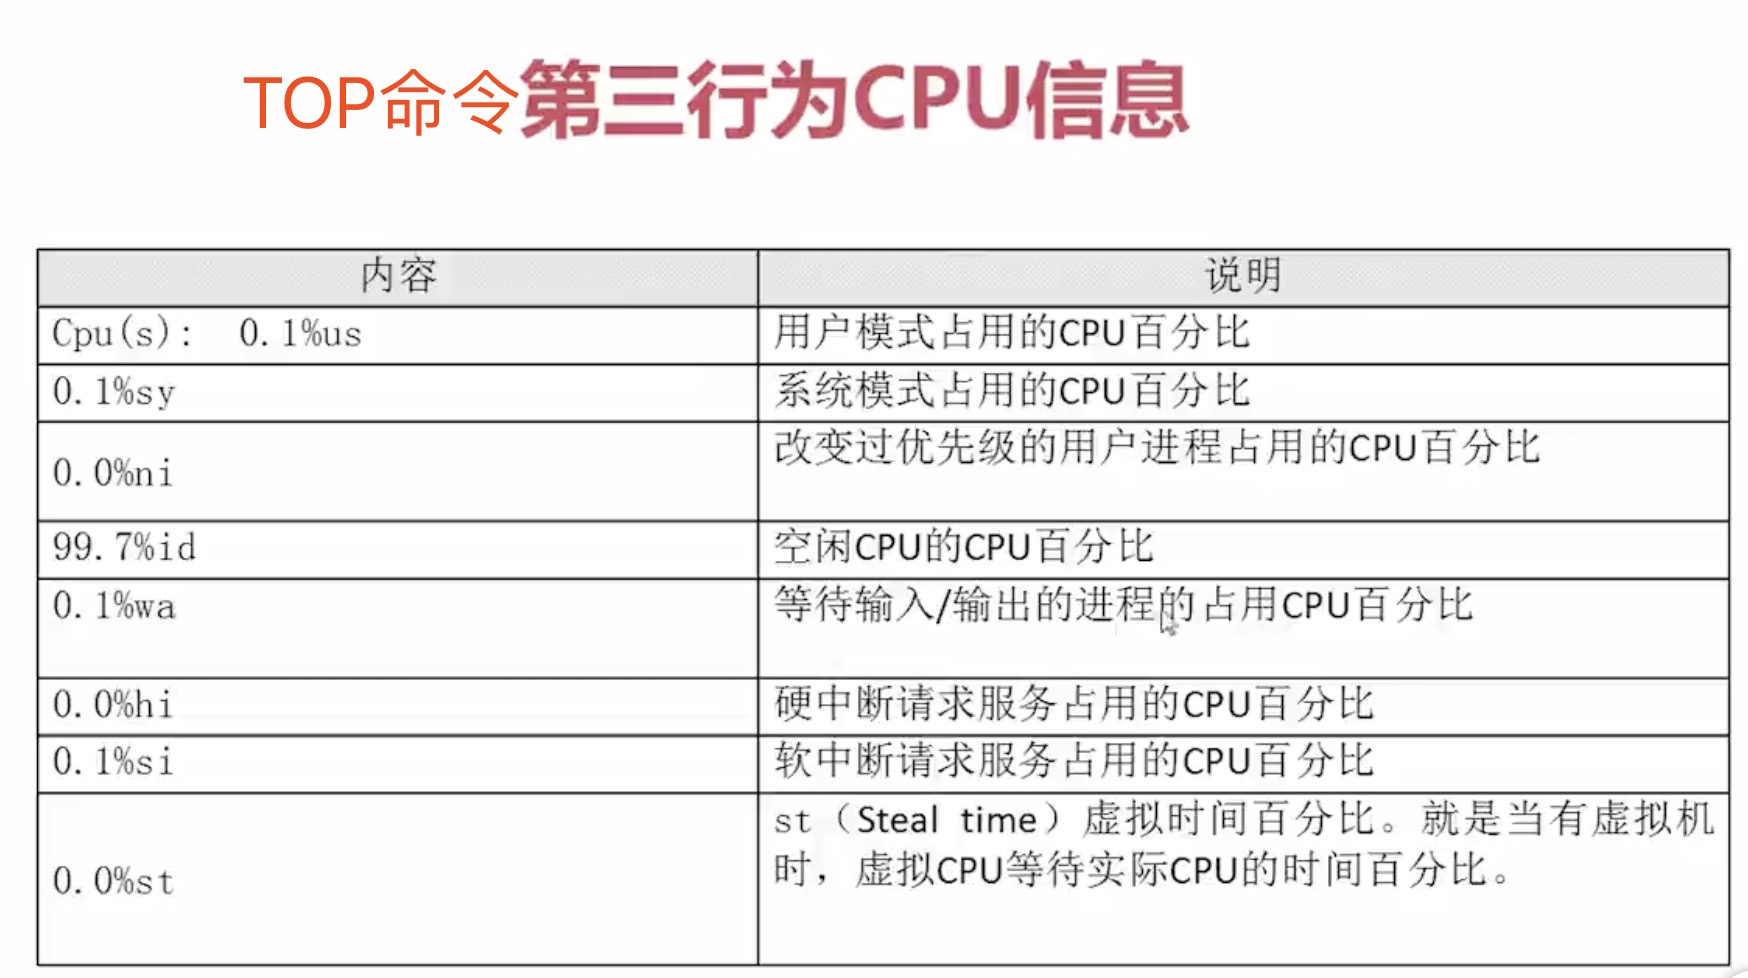 TOP命令第三行为CPU信息
内容 说明
Cpu(s): 0.1%us 用户模式占用的CPU百分比
0.1%sy 系统模式占用的CPU百分比
0.0%ni 改变过优先级的用户进程占用的CPU百分比
99.7%id 空闲CPU的CPU百分比
0.1%wa 等待输入/输出的进程的占用CPU百分比
0.0%hi 硬中断请求服务占用的CPU百分比
0.1%si 软中断请求服务占用的CPU百分比
0.0%st st（Steal time）虚拟时间百分比。就是当有虚拟机
时，虚拟CPU等待实际CPU的时间百分比。